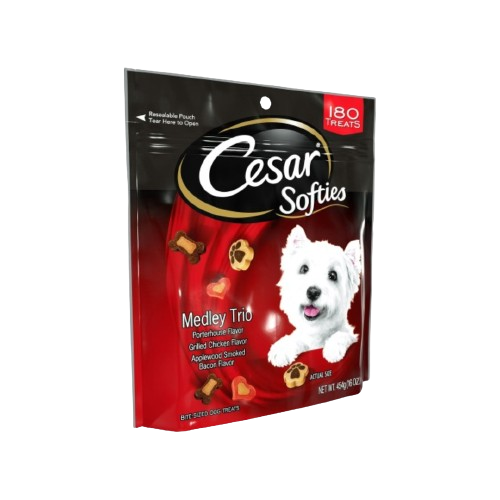 Resealable Pouch
Tear Here to Open
180
TREATS
Cesar®
Softies
Medley Trio
Porterhouse Flavor
Grilled Chicken Flavor
Applewood Smoked
Bacon Flavor
ACTUAL SIZE
NET WT. 454g (16 OZ.)
BITE-SIZED DOG TREATS